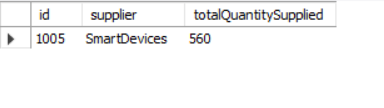 id supplier totalQuantitySupplied
1005 SmartDevices 560